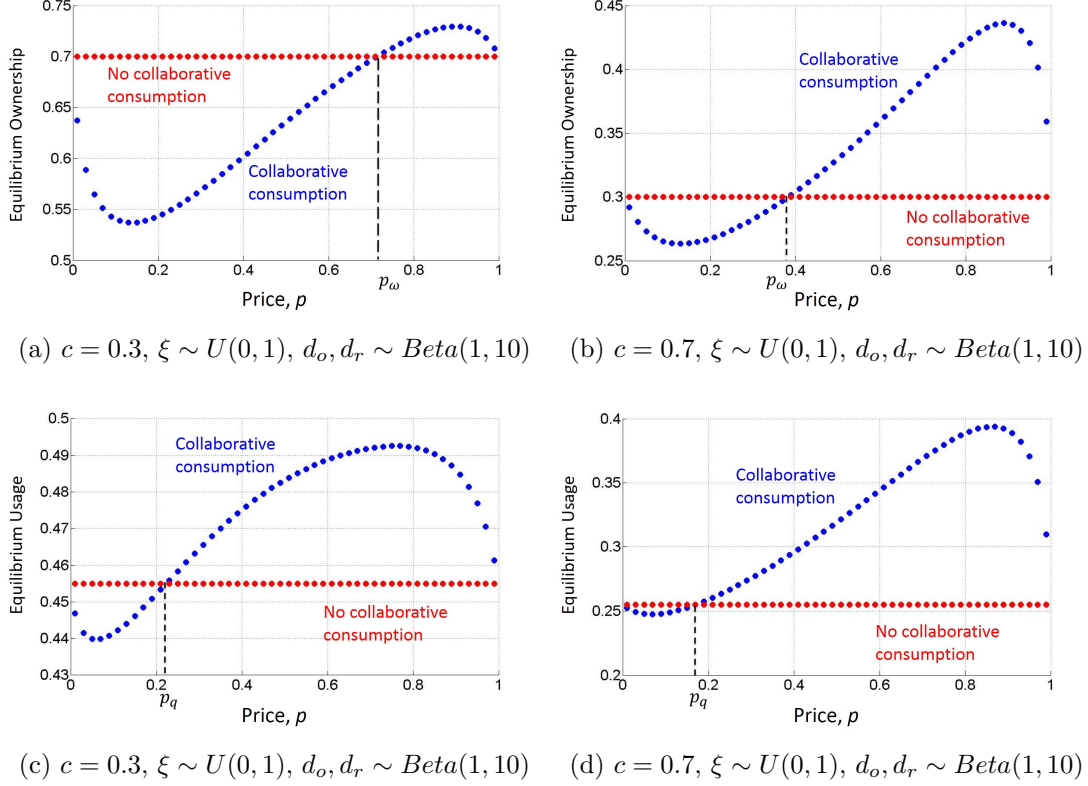 0.75
0.7
0.65
0.6
0.55
0.5
Equilibrium Ownership
No collaborative
consumption
Collaborative
consumption
0 0.2 0.4 0.6 0.8 1
p_ω
Price, p
(a) c = 0.3, ξ ∼ U(0, 1), d_o, d_r ∼ Beta(1, 10)
0.45
0.4
0.35
0.3
0.25
Equilibrium Ownership
Collaborative
consumption
No collaborative
consumption
0 0.2 0.4 0.6 0.8 1
p_ω
Price, p
(b) c = 0.7, ξ ∼ U(0, 1), d_o, d_r ∼ Beta(1, 10)
0.5
0.49
0.48
0.47
0.46
0.45
0.44
0.43
Equilibrium Usage
Collaborative
consumption
No collaborative
consumption
0 0.2 0.4 0.6 0.8 1
p_q
Price, p
(c) c = 0.3, ξ ∼ U(0, 1), d_o, d_r ∼ Beta(1, 10)
0.4
0.35
0.3
0.25
0.2
Equilibrium Usage
Collaborative
consumption
No collaborative
consumption
0 0.2 0.4 0.6 0.8 1
p_q
Price, p
(d) c = 0.7, ξ ∼ U(0, 1), d_o, d_r ∼ Beta(1, 10)